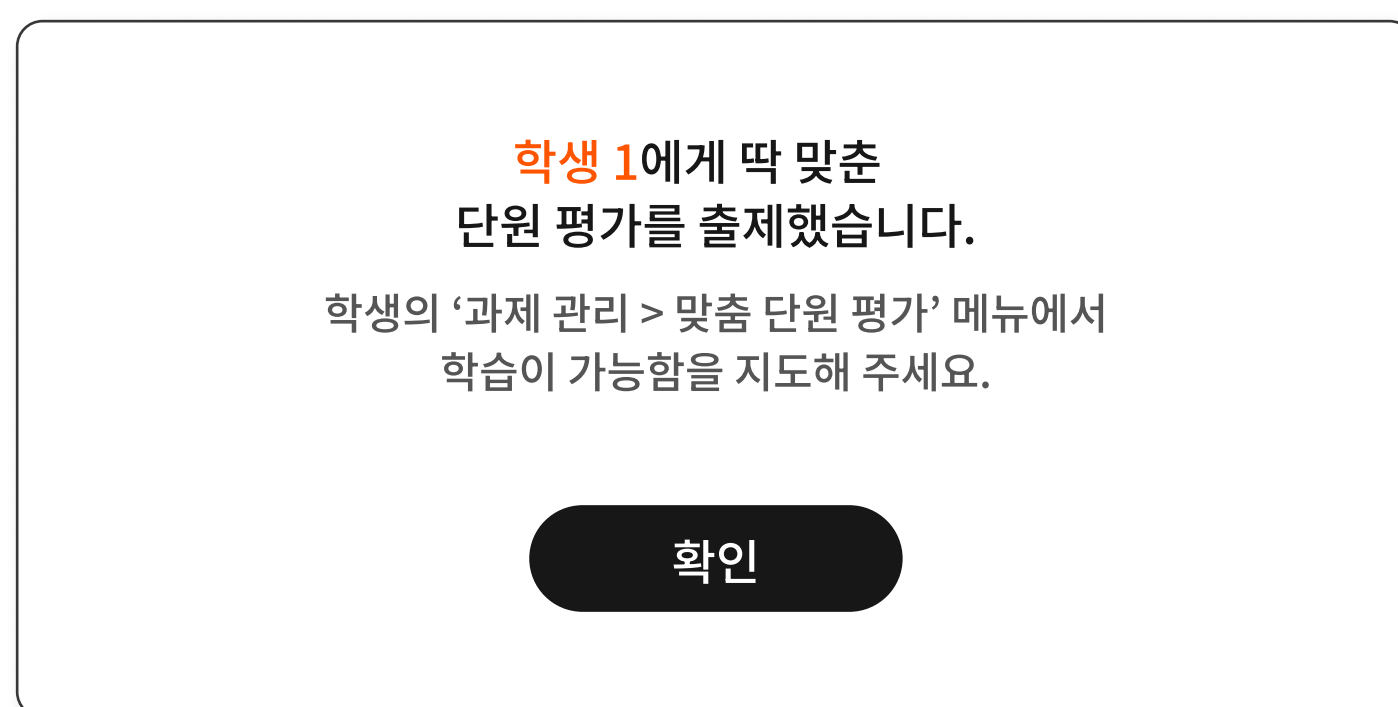 학생 1에게 딱 맞춘
단원 평가를 출제했습니다.
학생의 ‘과제 관리 > 맞춤 단원 평가’ 메뉴에서
학습이 가능함을 지도해 주세요.
확인